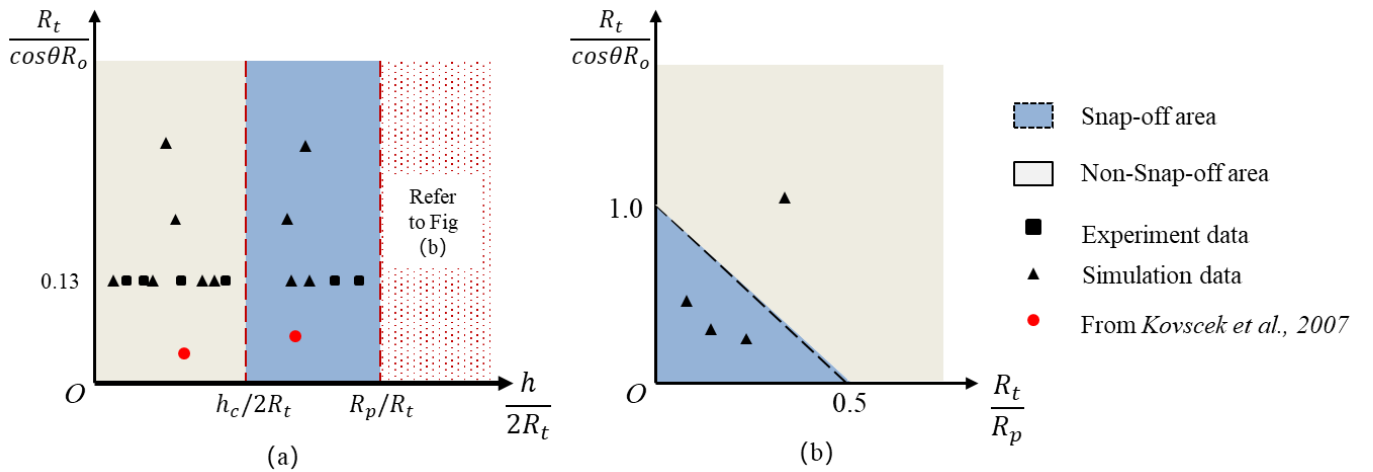 R_t
cosθR_o
0.13
O
h_c/2R_t
R_p/R_t
h
2R_t
Refer
to Fig
(b)
(a)
R_t
cosθR_o
1.0
O
0.5
R_t
R_p
(b)
Snap-off area
Non-Snap-off area
Experiment data
Simulation data
From Kovscek et al., 2007